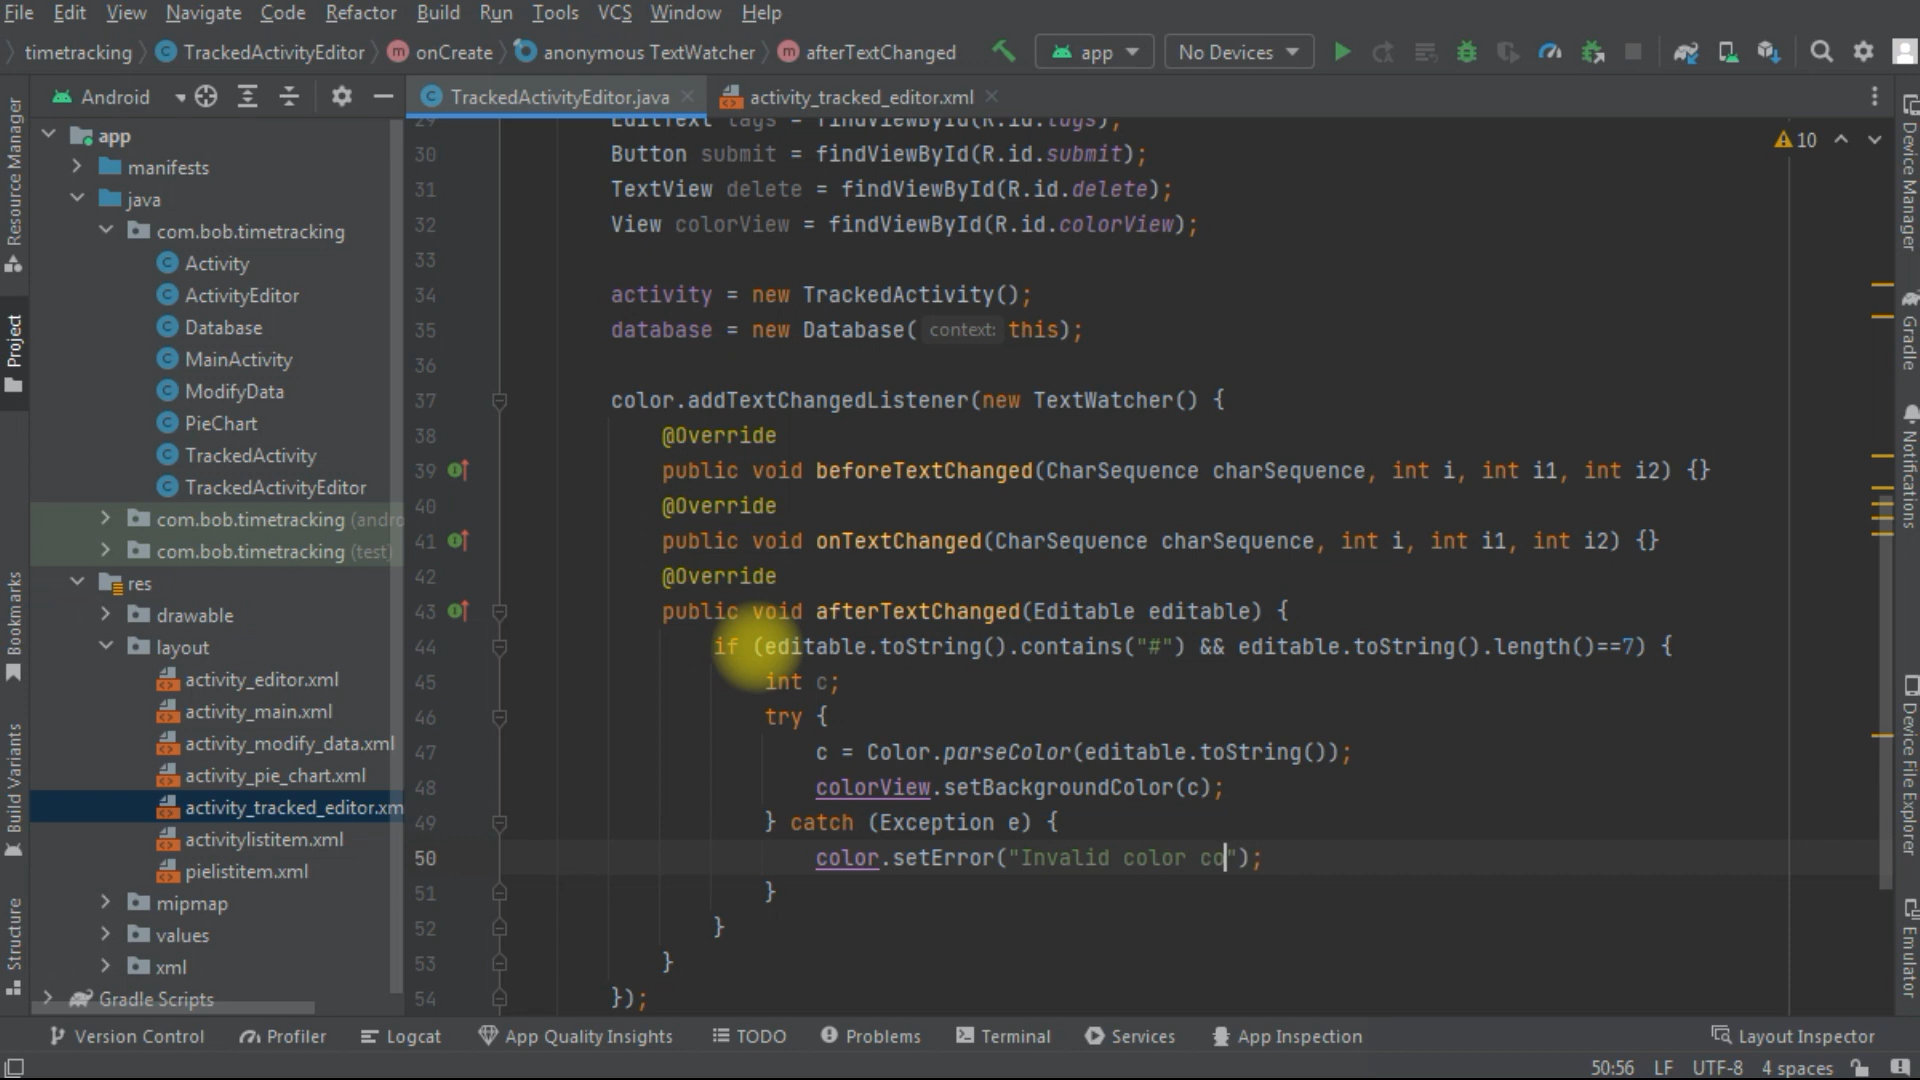 File Edit View Navigate Code Refactor Build Run Tools VCS Window Help
timetracking TrackedActivityEditor onCreate anonymous TextWatcher afterTextChanged app No Devices
Android TrackedActivityEditor.java activity_tracked_editor.xml
Resource Manager
Project
Bookmarks
Build Variants
Structure
app
manifests
java
com.bob.timetracking
Activity
ActivityEditor
Database
MainActivity
ModifyData
PieChart
TrackedActivity
TrackedActivityEditor
com.bob.timetracking (andro
com.bob.timetracking (test)
res
drawable
layout
activity_editor.xml
activity_main.xml
activity_modify_data.xml
activity_pie_chart.xml
activity_tracked_editor.xm
activitylistitem.xml
pielistitem.xml
mipmap
values
xml
Gradle Scripts
10
29 EditText tags = findViewById(R.id.tags);
30 Button submit = findViewById(R.id.submit);
31 TextView delete = findViewById(R.id.delete);
32 View colorView = findViewById(R.id.colorView);
33
34 activity = new TrackedActivity();
35 database = new Database( context: this);
36
37 color.addTextChangedListener(new TextWatcher() {
38 @Override
39 public void beforeTextChanged(CharSequence charSequence, int i, int i1, int i2) {}
40 @Override
41 public void onTextChanged(CharSequence charSequence, int i, int i1, int i2) {}
42 @Override
43 public void afterTextChanged(Editable editable) {
44 if (editable.toString().contains("#") && editable.toString().length()==7) {
45 int c;
46 try {
47 c = Color.parseColor(editable.toString());
48 colorView.setBackgroundColor(c);
49 } catch (Exception e) {
50 color.setError("Invalid color co");
51 }
52 }
53 }
54 });
Device Manager
Gradle
Notifications
Device File Explorer
Emulator
Version Control Profiler Logcat App Quality Insights TODO Problems Terminal Services App Inspection Layout Inspector
50:56 LF UTF-8 4 spaces